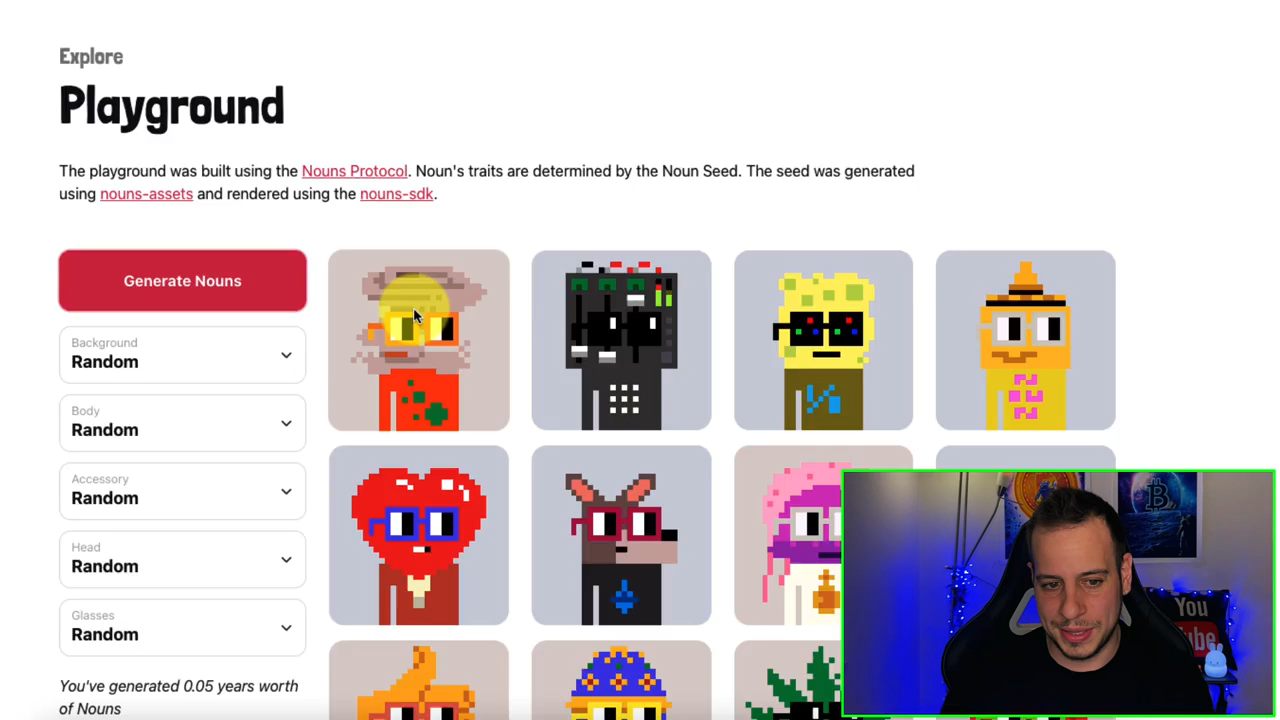 Explore
Playground
The playground was built using the Nouns Protocol. Noun's traits are determined by the Noun Seed. The seed was generated
using nouns-assets and rendered using the nouns-sdk.
Generate Nouns
Background
Random
Body
Random
Accessory
Random
Head
Random
Glasses
Random
You've generated 0.05 years worth
of Nouns
You
Tube